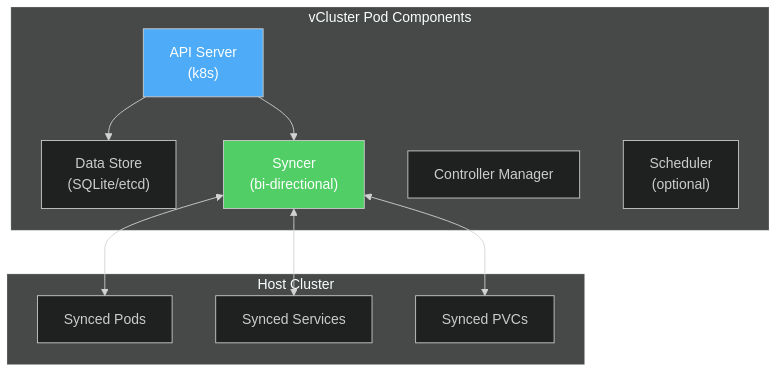 vCluster Pod Components
API Server
(k8s)
Data Store
(SQLite/etcd)
Syncer
(bi-directional)
Controller Manager
Scheduler
(optional)
Host Cluster
Synced Pods
Synced Services
Synced PVCs